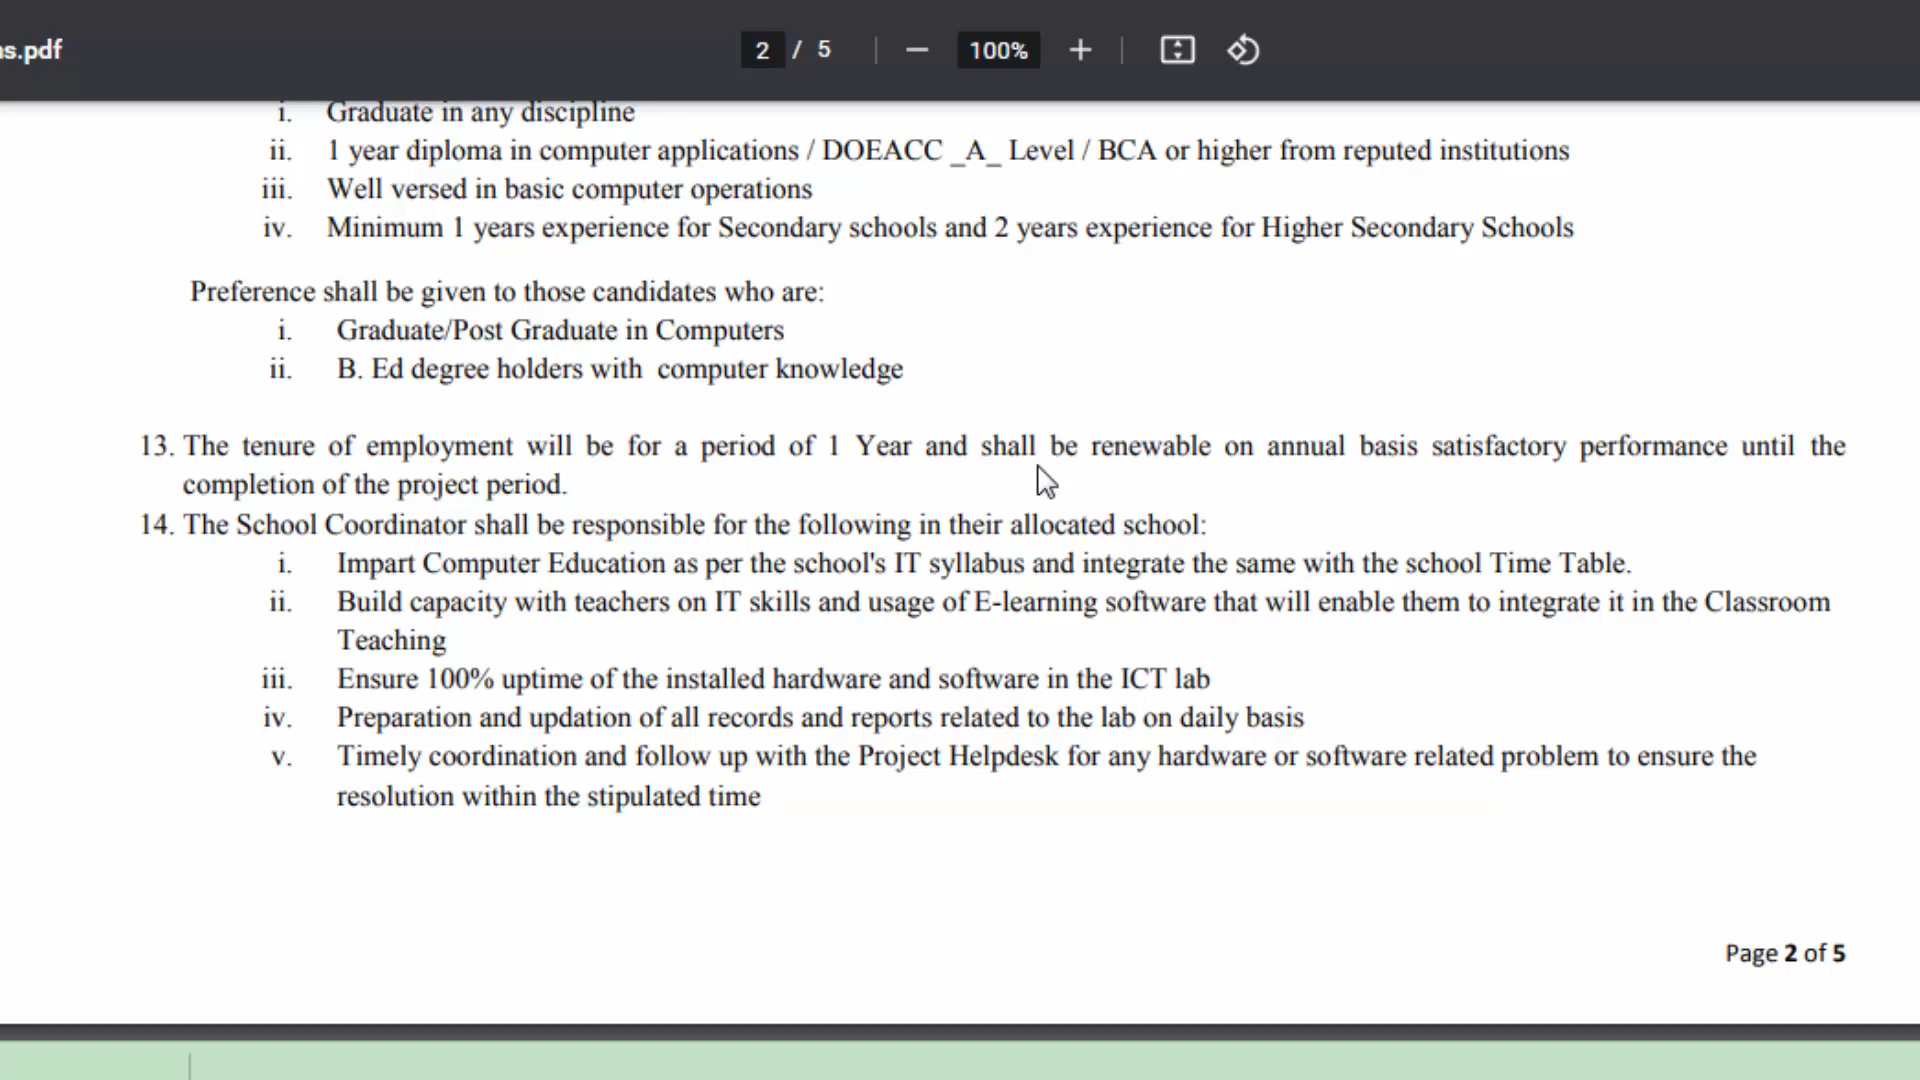 ns.pdf
2 / 5
100%
i. Graduate in any discipline
ii. 1 year diploma in computer applications / DOEACC _A_ Level / BCA or higher from reputed institutions
iii. Well versed in basic computer operations
iv. Minimum 1 years experience for Secondary schools and 2 years experience for Higher Secondary Schools
Preference shall be given to those candidates who are:
i. Graduate/Post Graduate in Computers
ii. B. Ed degree holders with computer knowledge
13. The tenure of employment will be for a period of 1 Year and shall be renewable on annual basis satisfactory performance until the
completion of the project period.
14. The School Coordinator shall be responsible for the following in their allocated school:
i. Impart Computer Education as per the school's IT syllabus and integrate the same with the school Time Table.
ii. Build capacity with teachers on IT skills and usage of E-learning software that will enable them to integrate it in the Classroom
Teaching
iii. Ensure 100% uptime of the installed hardware and software in the ICT lab
iv. Preparation and updation of all records and reports related to the lab on daily basis
v. Timely coordination and follow up with the Project Helpdesk for any hardware or software related problem to ensure the
resolution within the stipulated time
Page 2 of 5